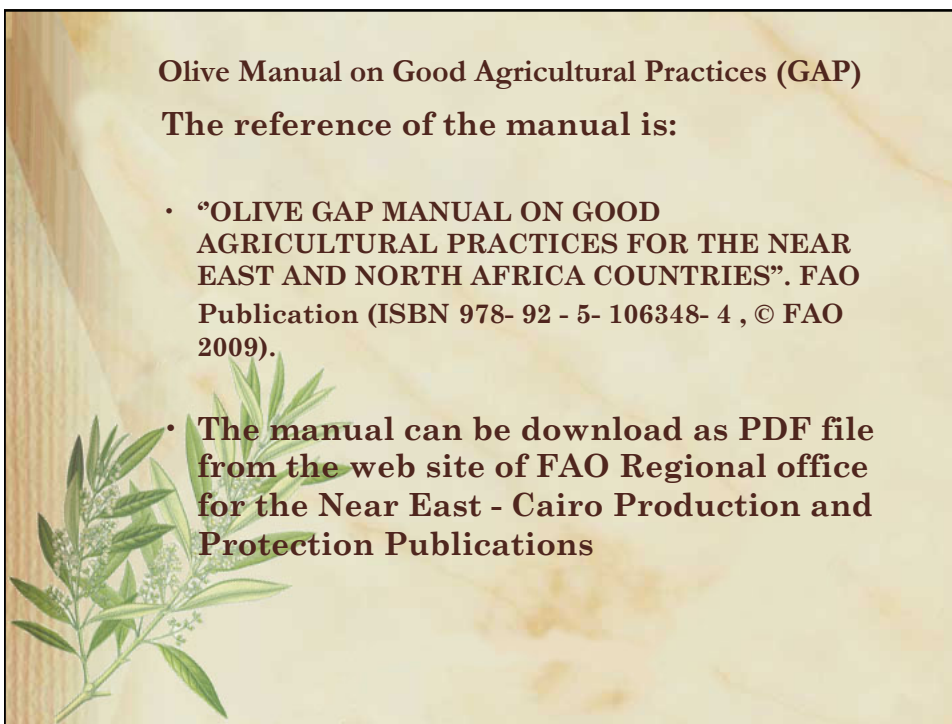 Olive Manual on Good Agricultural Practices (GAP)
The reference of the manual is:
• ‘’OLIVE GAP MANUAL ON GOOD
AGRICULTURAL PRACTICES FOR THE NEAR
EAST AND NORTH AFRICA COUNTRIES”. FAO
Publication (ISBN 978- 92 - 5- 106348- 4 , © FAO
2009).
• The manual can be download as PDF file
from the web site of FAO Regional office
for the Near East - Cairo Production and
Protection Publications